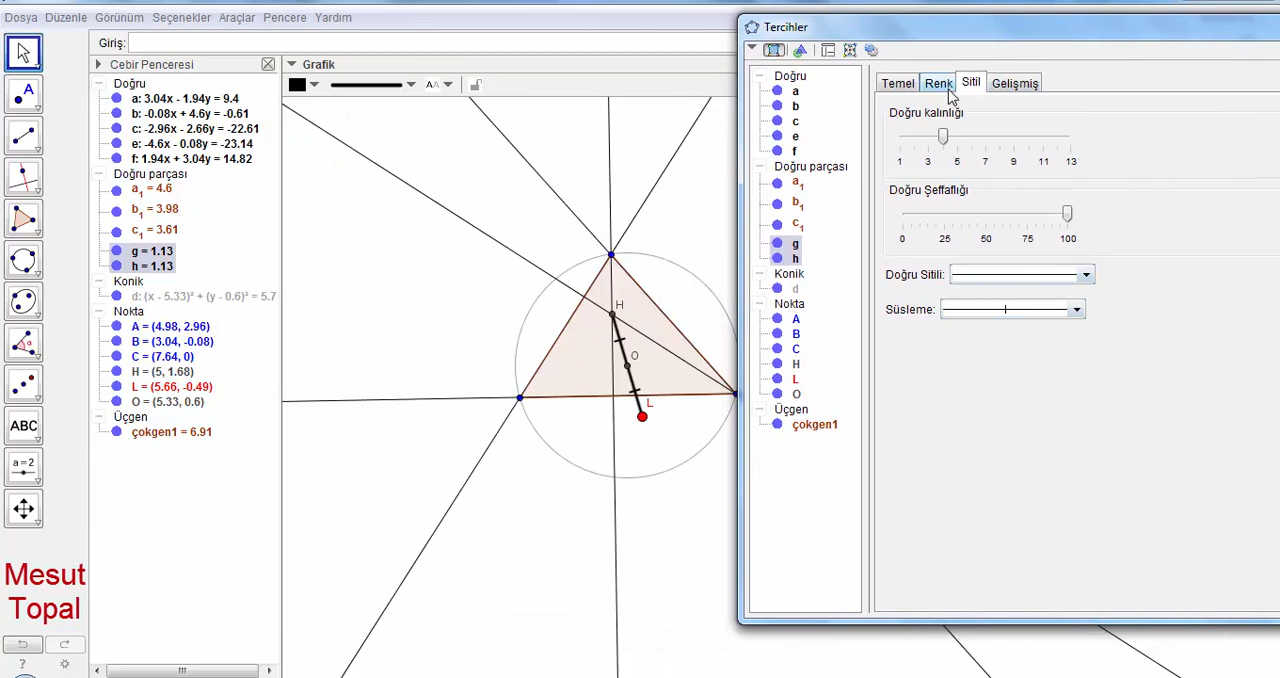 Dosya Düzenle Görünüm Seçenekler Araçlar Pencere Yardım
Giriş:
Cebir Penceresi
Doğru
a: 3.04x - 1.94y = 9.4
b: -0.08x + 4.6y = -0.61
c: -2.96x - 2.66y = -22.61
e: -4.6x - 0.08y = -23.14
f: 1.94x + 3.04y = 14.82
Doğru parçası
a1 = 4.6
b1 = 3.98
c1 = 3.61
g = 1.13
h = 1.13
Konik
d: (x - 5.33)² + (y - 0.6)² = 5.7
Nokta
A = (4.98, 2.96)
B = (3.04, -0.08)
C = (7.64, 0)
H = (5, 1.68)
L = (5.66, -0.49)
O = (5.33, 0.6)
Üçgen
çokgen1 = 6.91
Grafik
AA
H
O
L
A
ABC
a=2
α
Mesut
Topal
?
Tercihler
Doğru
a
b
c
e
f
Doğru parçası
a1
b1
c1
g
h
Konik
d
Nokta
A
B
C
H
L
O
Üçgen
çokgen1
Temel Renk Sitil Gelişmiş
Doğru kalınlığı
1 3 5 7 9 11 13
Doğru Şeffaflığı
0 25 50 75 100
Doğru Sitili:
Süsleme: